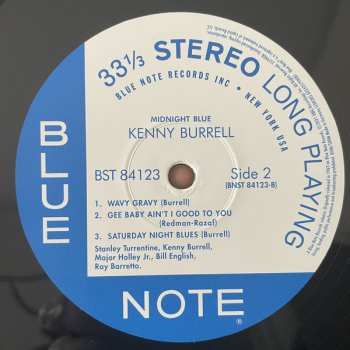 33⅓ STEREO LONG PLAYING
BLUE NOTE RECORDS INC • NEW YORK USA
MIDNIGHT BLUE
KENNY BURRELL
BST 84123
Side 2
(BNST 84123-B)
1. WAVY GRAVY (Burrell)
2. GEE BABY AIN'T I GOOD TO YOU
(Redman-Razaf)
3. SATURDAY NIGHT BLUES (Burrell)
Stanley Turrentine, Kenny Burrell,
Major Holley Jr., Bill English,
Ray Barretto.
BLUE
NOTE®